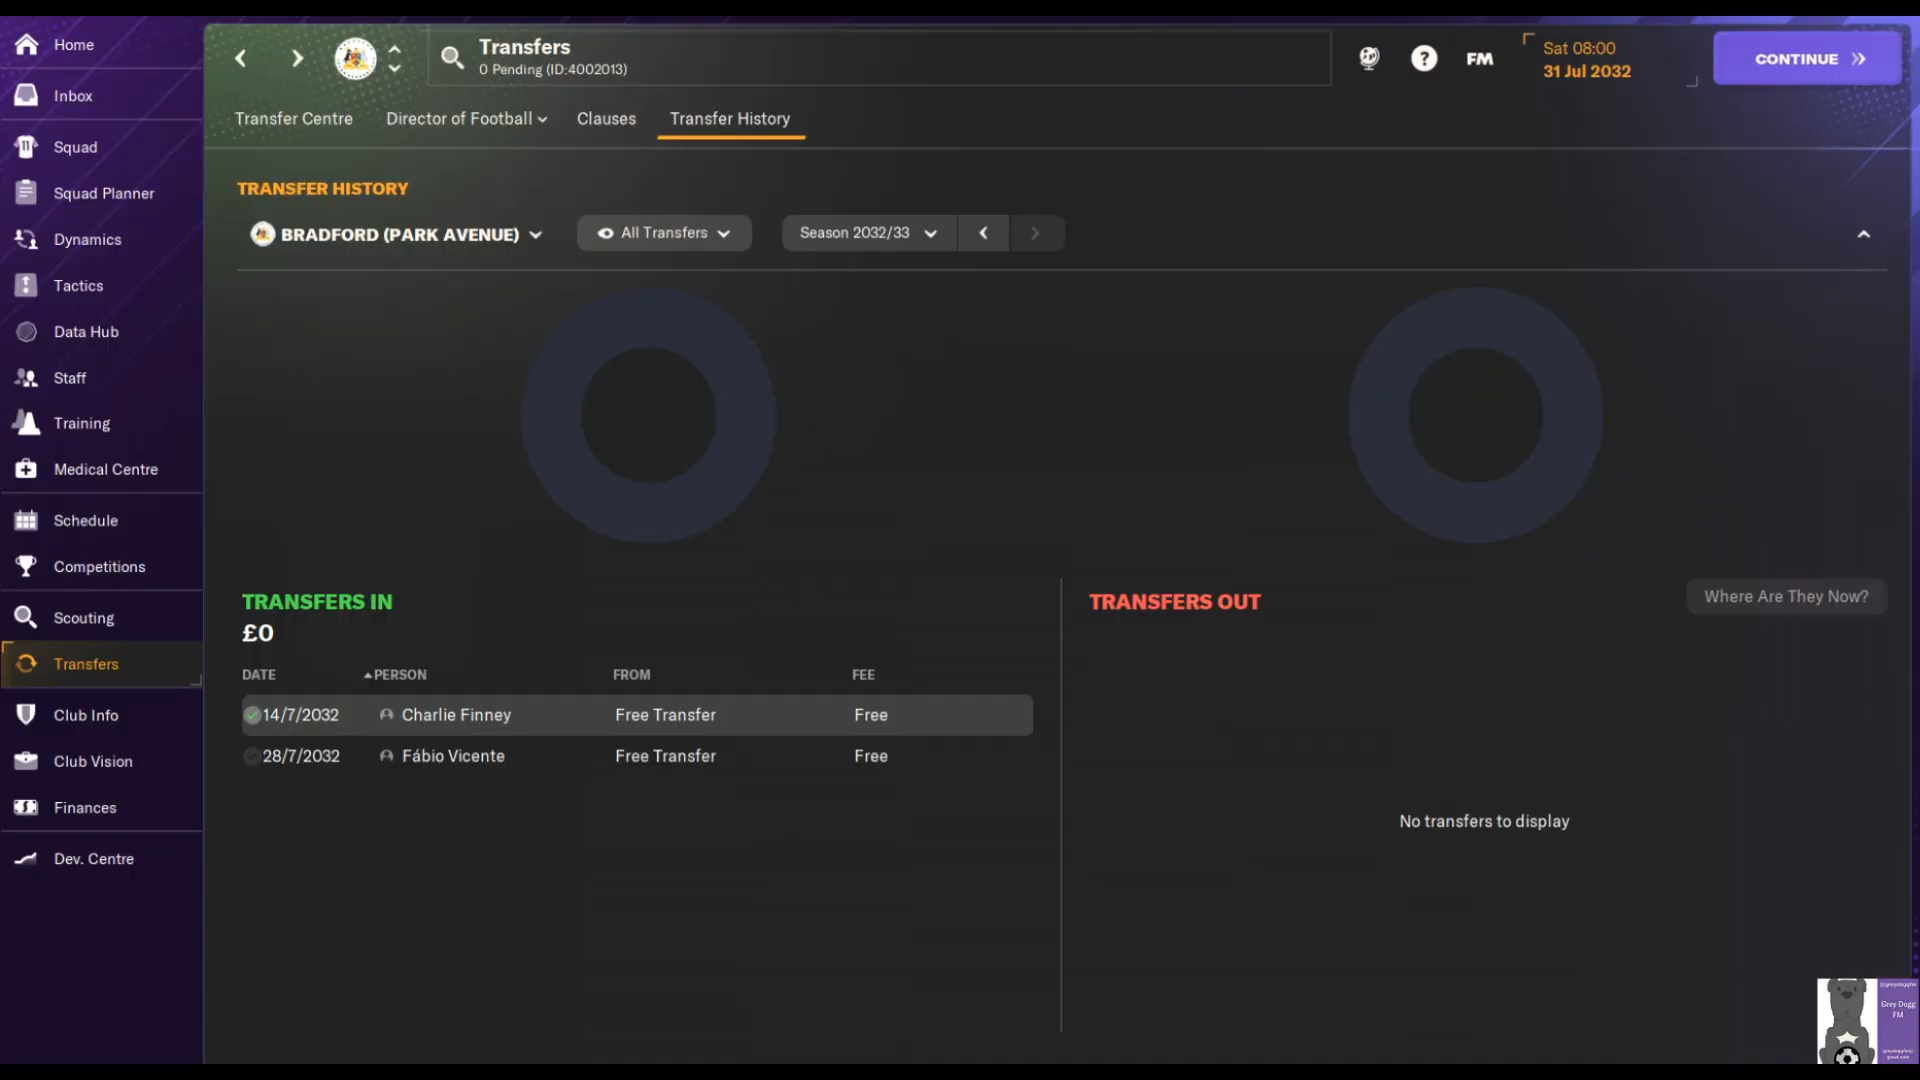 Home
Inbox
Squad
Squad Planner
Dynamics
Tactics
Data Hub
Staff
Training
Medical Centre
Schedule
Competitions
Scouting
Transfers
Club Info
Club Vision
Finances
Dev. Centre
Transfers
0 Pending (ID:4002013)
FM
Sat 08:00
31 Jul 2032
CONTINUE
Transfer Centre
Director of Football
Clauses
Transfer History
TRANSFER HISTORY
BRADFORD (PARK AVENUE)
All Transfers
Season 2032/33
TRANSFERS IN
£0
DATE PERSON FROM FEE
14/7/2032 Charlie Finney Free Transfer Free
28/7/2032 Fábio Vicente Free Transfer Free
TRANSFERS OUT
Where Are They Now?
No transfers to display
Grey Dogg
FM